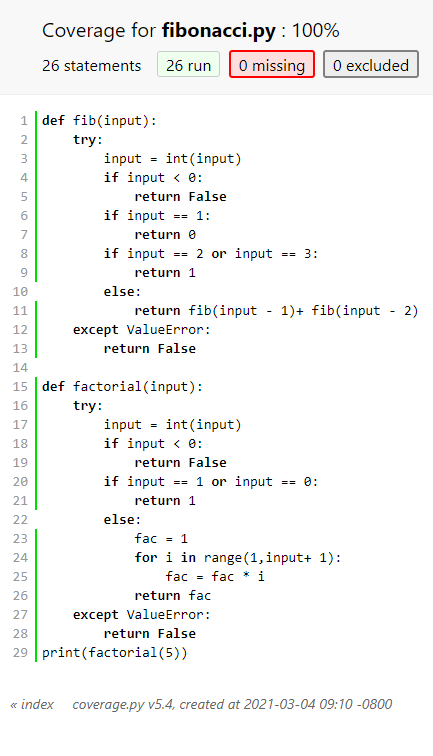 Coverage for fibonacci.py : 100%
26 statements 26 run 0 missing 0 excluded
1 def fib(input):
2     try:
3         input = int(input)
4         if input < 0:
5             return False
6         if input == 1:
7             return 0
8         if input == 2 or input == 3:
9             return 1
10         else:
11             return fib(input - 1)+ fib(input - 2)
12     except ValueError:
13         return False
14
15 def factorial(input):
16     try:
17         input = int(input)
18         if input < 0:
19             return False
20         if input == 1 or input == 0:
21             return 1
22         else:
23             fac = 1
24             for i in range(1,input+ 1):
25                 fac = fac * i
26             return fac
27     except ValueError:
28         return False
29 print(factorial(5))
« index coverage.py v5.4, created at 2021-03-04 09:10 -0800